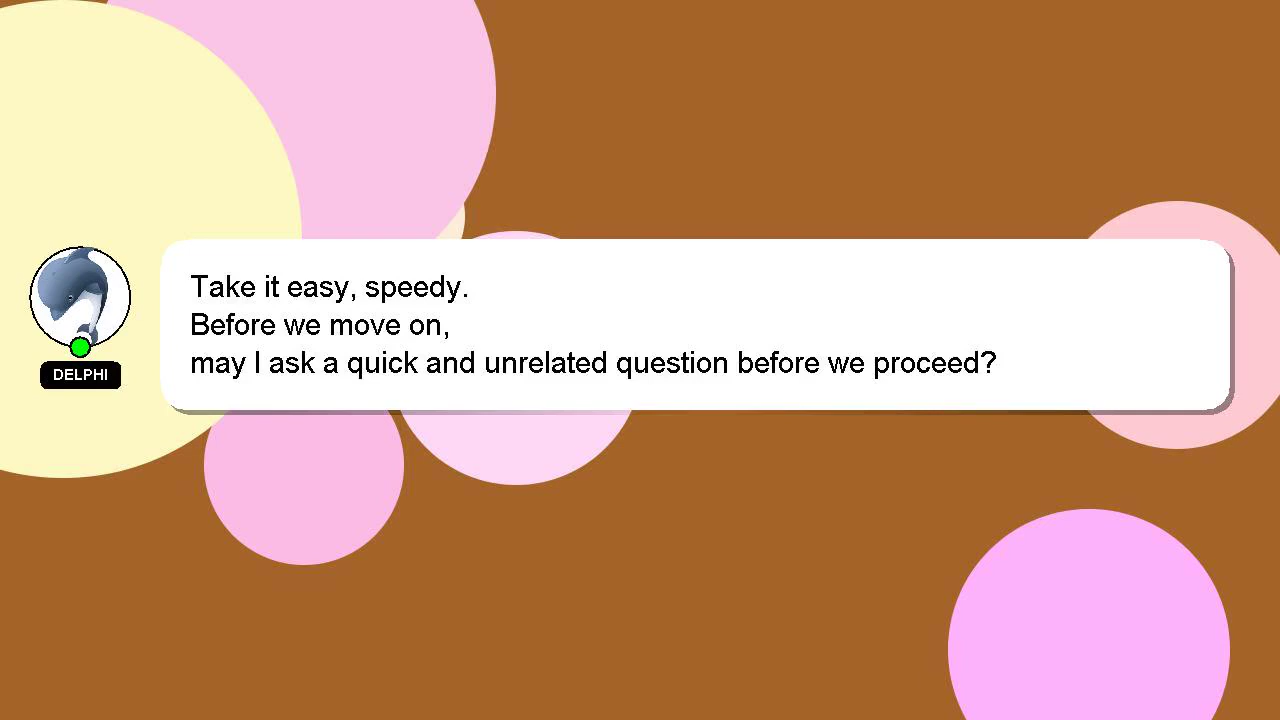 Take it easy, speedy.
Before we move on,
may I ask a quick and unrelated question before we proceed?
DELPHI